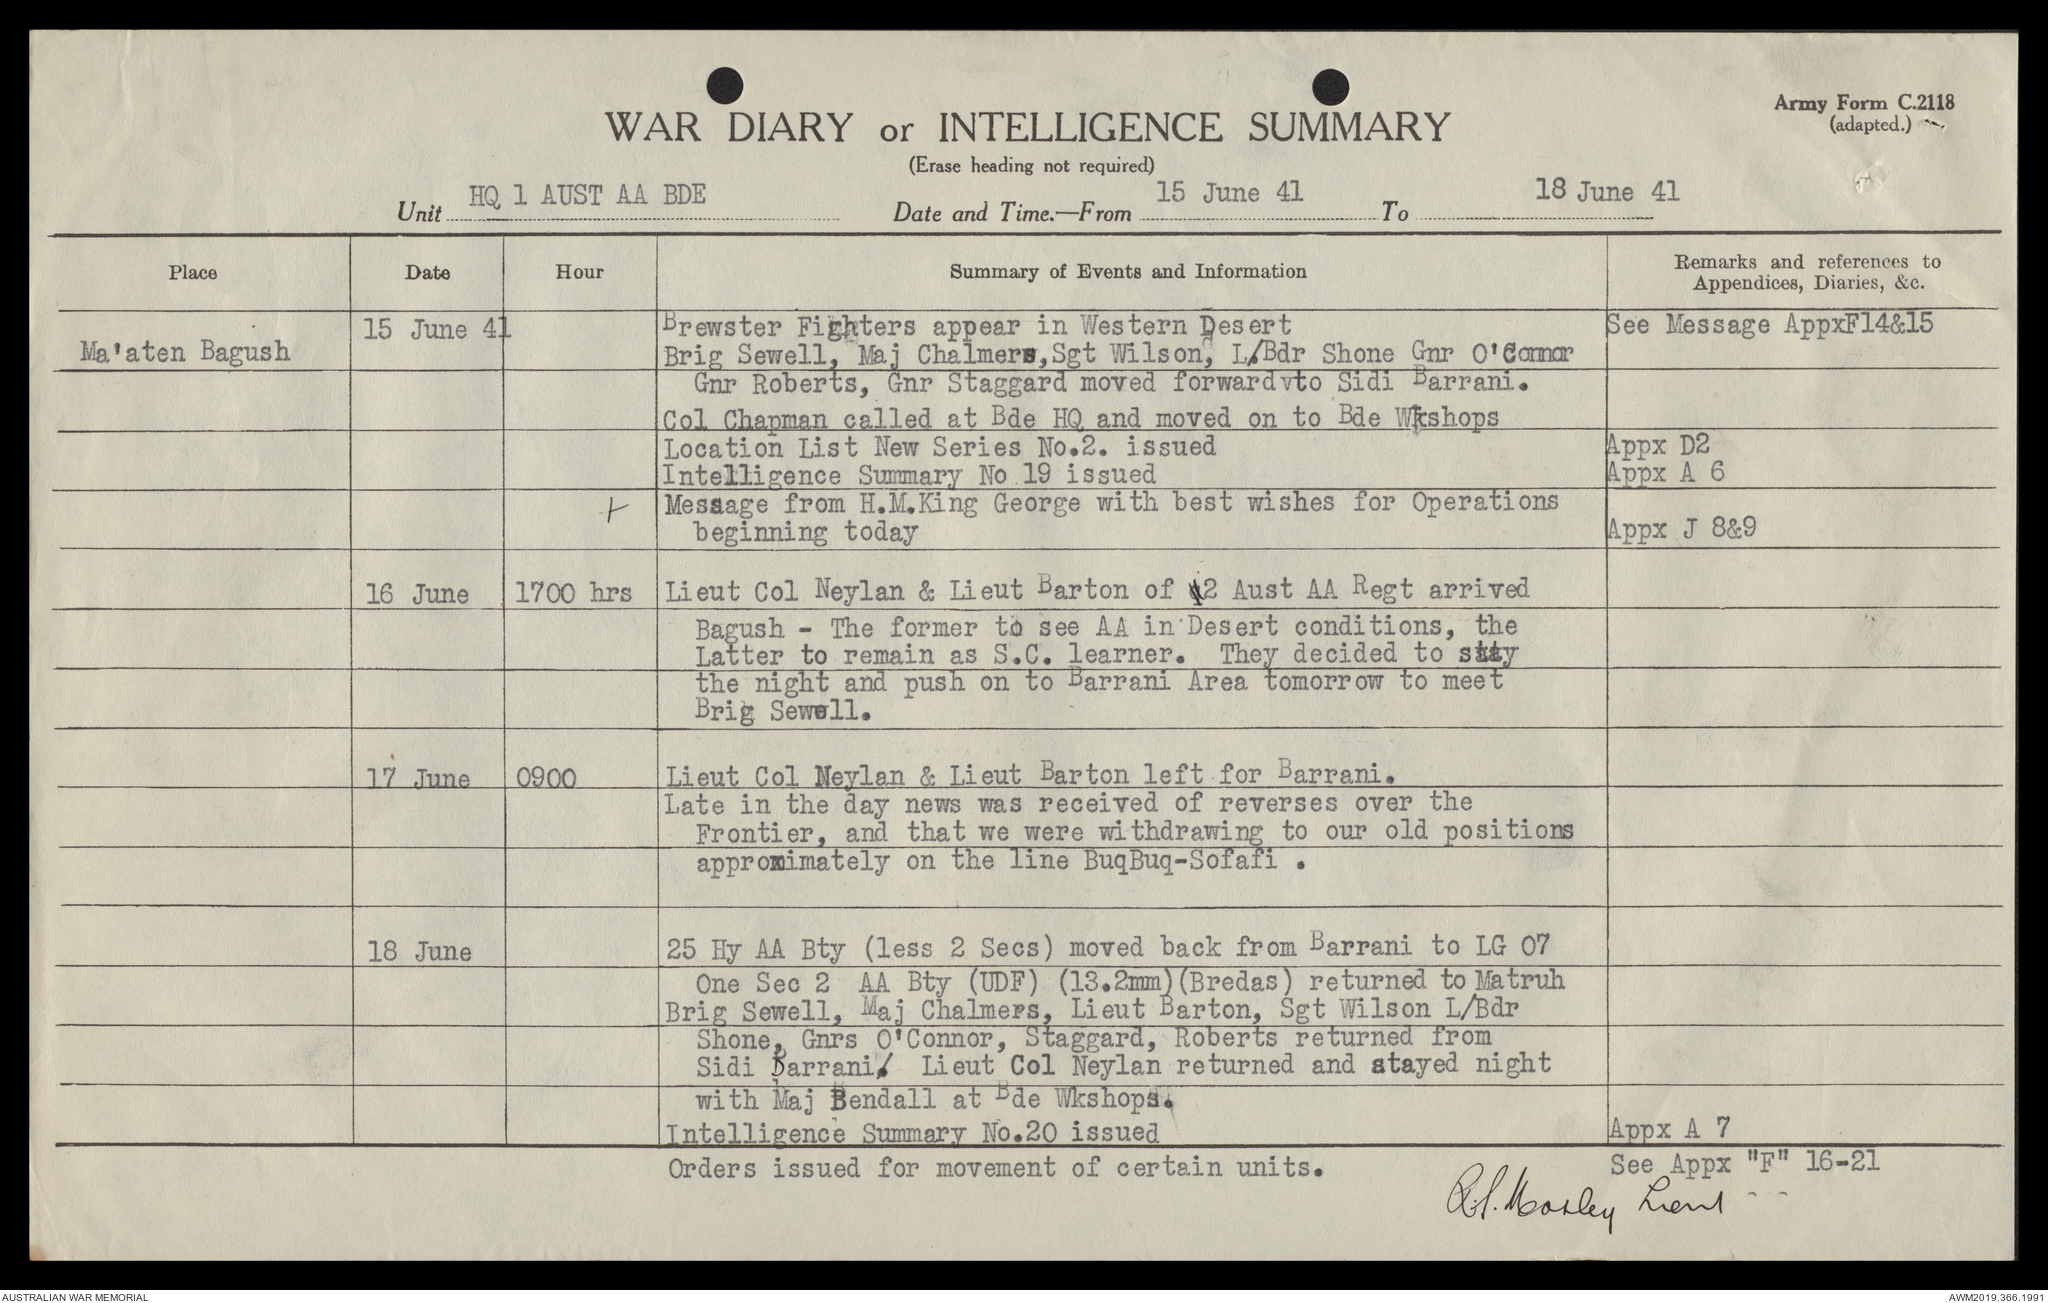 Army Form C.2118
(adapted.)
WAR DIARY or INTELLIGENCE SUMMARY
(Erase heading not required)
Unit HQ 1 AUST AA BDE Date and Time.—From 15 June 41 To 18 June 41
Place Date Hour Summary of Events and Information Remarks and references to Appendices, Diaries, &c.
15 June 41 Brewster Fighters appear in Western Desert See Message AppxF14&15
Ma'aten Bagush Brig Sewell, Maj Chalmers,Sgt Wilson, L/Bdr Shone Gnr O'Connor
Gnr Roberts, Gnr Staggard moved forwardvto Sidi Barrani.
Col Chapman called at Bde HQ and moved on to Bde Wkshops
Location List New Series No.2. issued Appx D2
Intelligence Summary No 19 issued Appx A 6
Message from H.M.King George with best wishes for Operations
beginning today Appx J 8&9
16 June 1700 hrs Lieut Col Neylan & Lieut Barton of 2 Aust AA Regt arrived
Bagush - The former to see AA in Desert conditions, the
Latter to remain as S.C. learner. They decided to stay
the night and push on to Barrani Area tomorrow to meet
Brig Sewell.
17 June 0900 Lieut Col Neylan & Lieut Barton left for Barrani.
Late in the day news was received of reverses over the
Frontier, and that we were withdrawing to our old positions
approximately on the line BuqBuq-Sofafi .
18 June 25 Hy AA Bty (less 2 Secs) moved back from Barrani to LG 07
One Sec 2 AA Bty (UDF) (13.2mm)(Bredas) returned to Matruh
Brig Sewell, Maj Chalmers, Lieut Barton, Sgt Wilson L/Bdr
Shone, Gnrs O'Connor, Staggard, Roberts returned from
Sidi Barrani. Lieut Col Neylan returned and stayed night
with Maj Bendall at Bde Wkshops.
Intelligence Summary No.20 issued Appx A 7
Orders issued for movement of certain units. See Appx "F" 16-21
Lieut
AUSTRALIAN WAR MEMORIAL AWM2019.366.1991